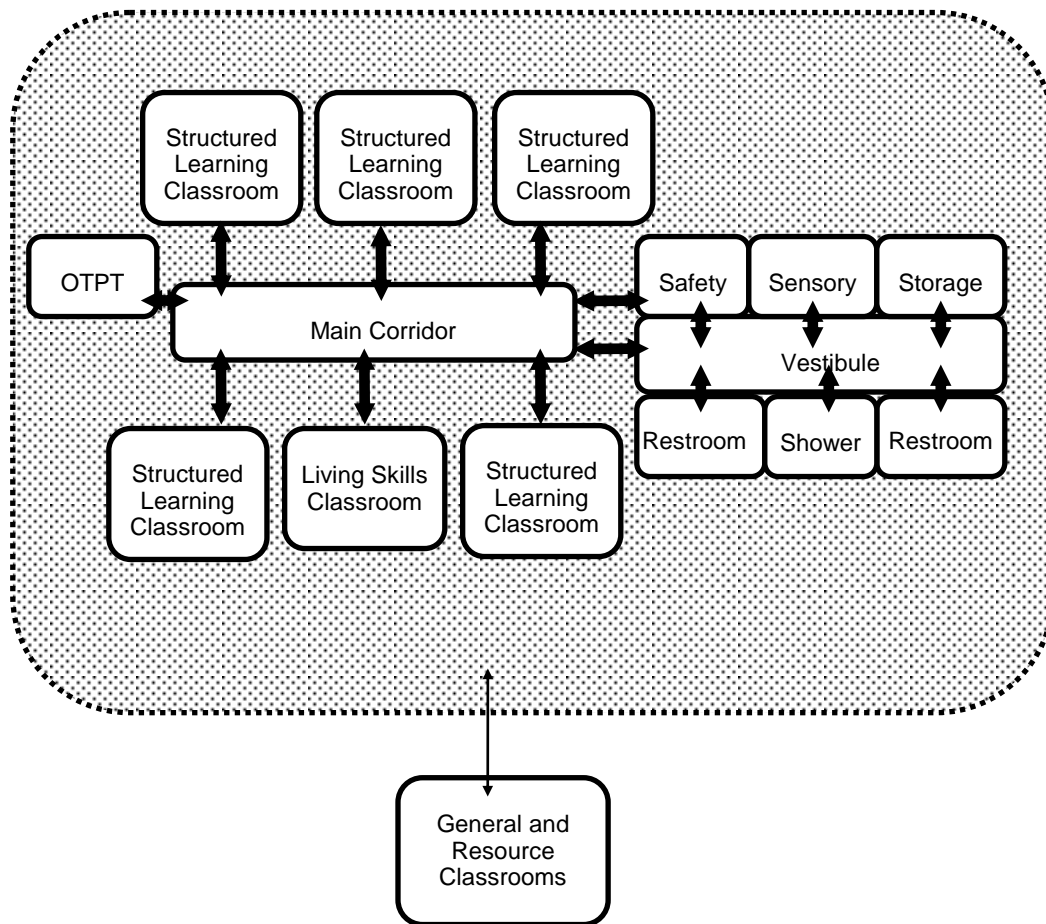 Structured
Learning
Classroom
Structured
Learning
Classroom
Structured
Learning
Classroom
OTPT
Main Corridor
Safety
Sensory
Storage
Vestibule
Restroom
Shower
Restroom
Structured
Learning
Classroom
Living Skills
Classroom
Structured
Learning
Classroom
General and
Resource
Classrooms